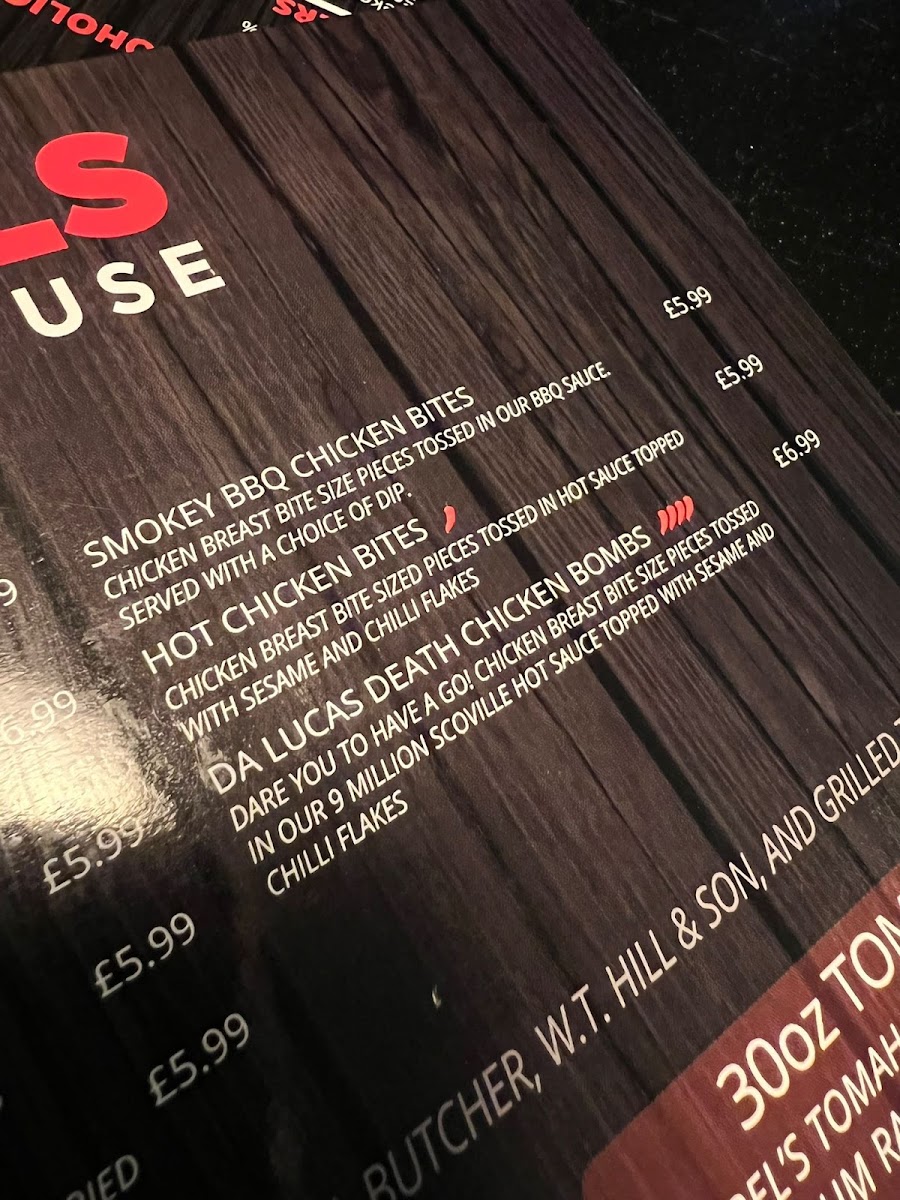 LS
USE
SMOKEY BBQ CHICKEN BITES £5.99
CHICKEN BREAST BITE SIZE PIECES TOSSED IN OUR BBQ SAUCE.
SERVED WITH A CHOICE OF DIP.
HOT CHICKEN BITES £5.99
CHICKEN BREAST BITE SIZED PIECES TOSSED IN HOT SAUCE TOPPED
WITH SESAME AND CHILLI FLAKES
DA LUCAS DEATH CHICKEN BOMBS £6.99
DARE YOU TO HAVE A GO! CHICKEN BREAST BITE SIZE PIECES TOSSED
IN OUR 9 MILLION SCOVILLE HOT SAUCE TOPPED WITH SESAME AND
CHILLI FLAKES
6.99
£5.99
£5.99
£5.99
BUTCHER, W.T. HILL & SON, AND GRILLED
30oz TOM
EL'S TOMAH